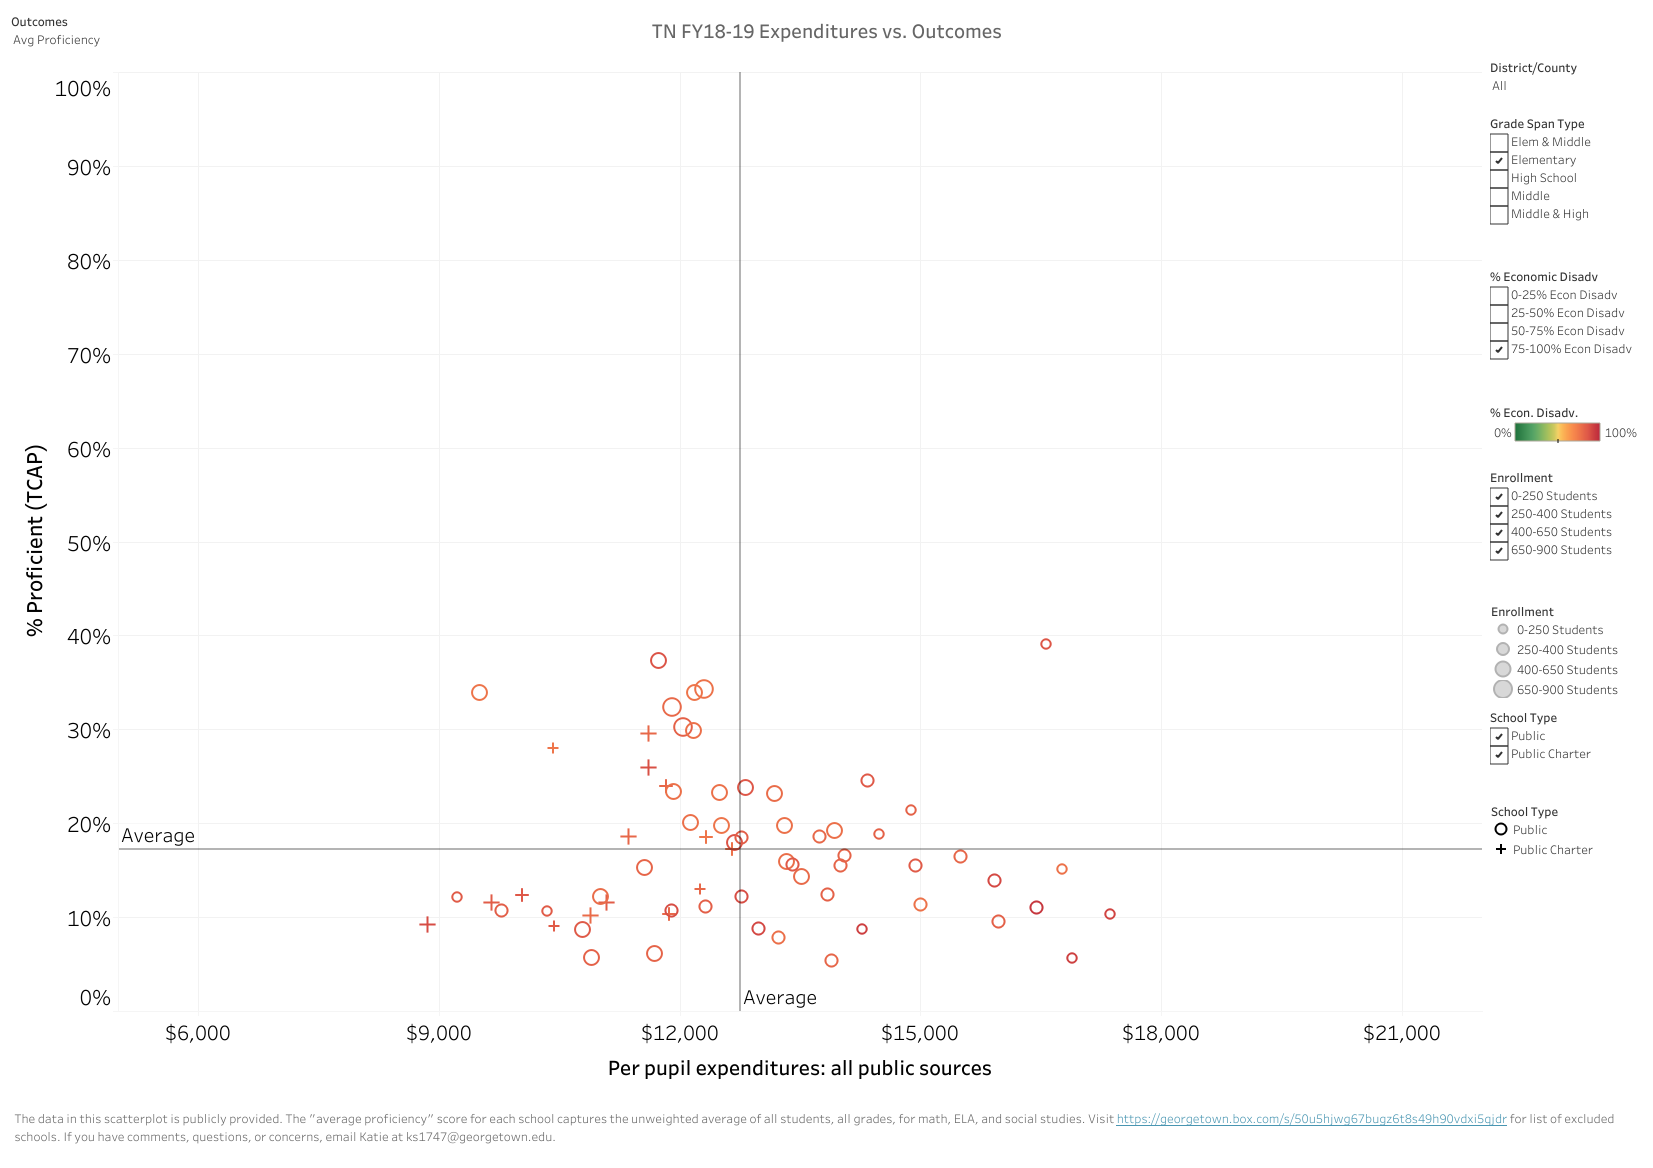 Outcomes
Avg Proficiency
TN FY18-19 Expenditures vs. Outcomes
100%
90%
80%
70%
60%
50%
40%
30%
20%
10%
0%
% Proficient (TCAP)
Average
Average
$6,000
$9,000
$12,000
$15,000
$18,000
$21,000
Per pupil expenditures: all public sources
District/County
All
Grade Span Type
Elem & Middle
Elementary
High School
Middle
Middle & High
% Economic Disadv
0-25% Econ Disadv
25-50% Econ Disadv
50-75% Econ Disadv
75-100% Econ Disadv
% Econ. Disadv.
0% 100%
Enrollment
0-250 Students
250-400 Students
400-650 Students
650-900 Students
Enrollment
0-250 Students
250-400 Students
400-650 Students
650-900 Students
School Type
Public
Public Charter
School Type
Public
Public Charter
The data in this scatterplot is publicly provided. The "average proficiency" score for each school captures the unweighted average of all students, all grades, for math, ELA, and social studies. Visit https://georgetown.box.com/s/50u5hjwg67bugz6t8s49h90vdxi5qjdr for list of excluded
schools. If you have comments, questions, or concerns, email Katie at ks1747@georgetown.edu.